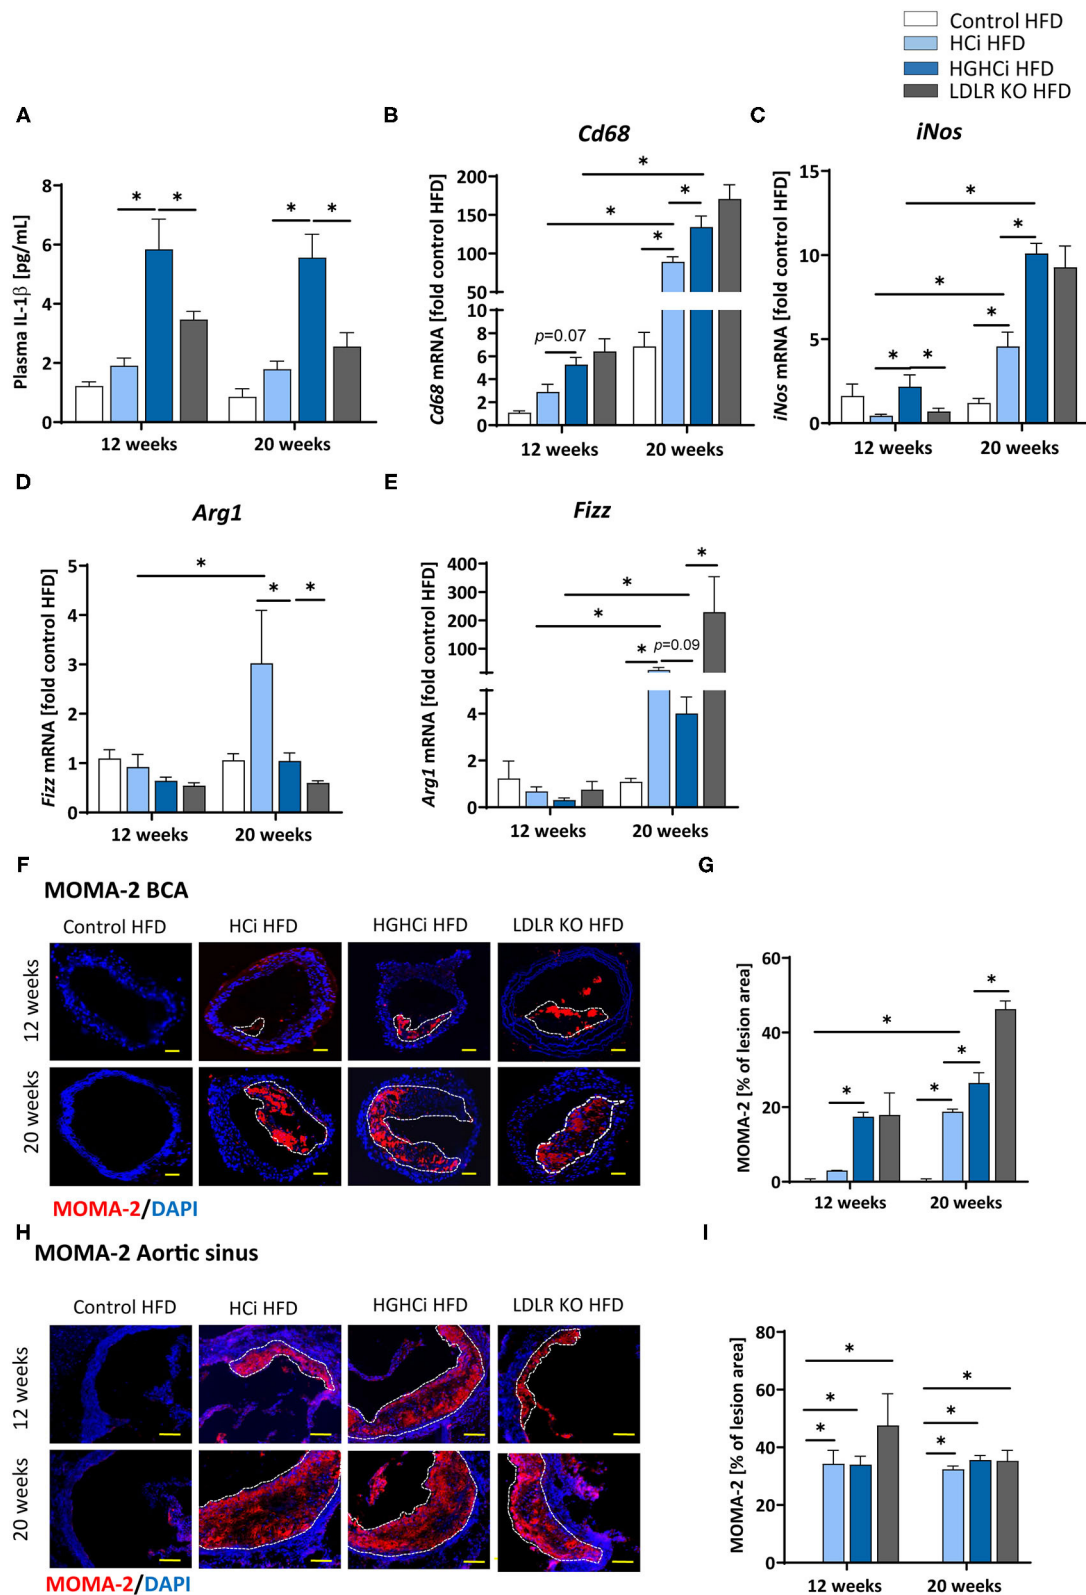 Control HFD
HCi HFD
HGHCi HFD
LDLR KO HFD
A
Plasma IL-1β [pg/mL]
8
6
4
2
0
* * * *
12 weeks 20 weeks
B
Cd68
Cd68 mRNA [fold control HFD]
200
150
100
50
10
8
6
4
2
0
p=0.07
* * * *
12 weeks 20 weeks
C
iNos
iNos mRNA [fold control HFD]
15
10
5
0
* * * * * *
12 weeks 20 weeks
D
Arg1
Fizz mRNA [fold control HFD]
5
4
3
2
1
0
* * *
12 weeks 20 weeks
E
Fizz
Arg1 mRNA [fold control HFD]
400
300
200
100
4
2
0
* * * *
p=0.09
12 weeks 20 weeks
F
MOMA-2 BCA
Control HFD HCi HFD HGHCi HFD LDLR KO HFD
12 weeks
20 weeks
MOMA-2/DAPI
G
MOMA-2 [% of lesion area]
60
40
20
0
* * * * *
12 weeks 20 weeks
H
MOMA-2 Aortic sinus
Control HFD HCi HFD HGHCi HFD LDLR KO HFD
12 weeks
20 weeks
MOMA-2/DAPI
I
MOMA-2 [% of lesion area]
80
60
40
20
0
* * * * * *
12 weeks 20 weeks